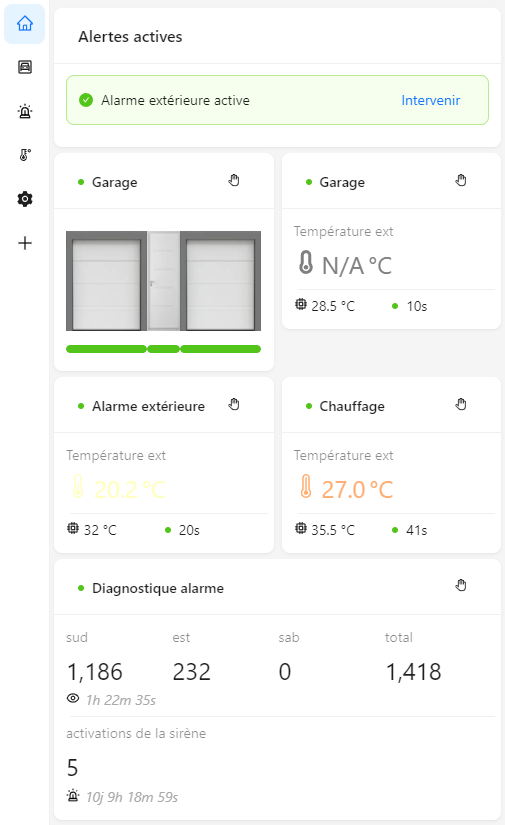 Alertes actives
Alarme extérieure active Intervenir
Garage
Garage
Température ext
N/A °C
28.5 °C 10s
Alarme extérieure
Température ext
20.2 °C
32 °C 20s
Chauffage
Température ext
27.0 °C
35.5 °C 41s
Diagnostique alarme
sud est sab total
1,186 232 0 1,418
1h 22m 35s
activations de la sirène
5
10j 9h 18m 59s